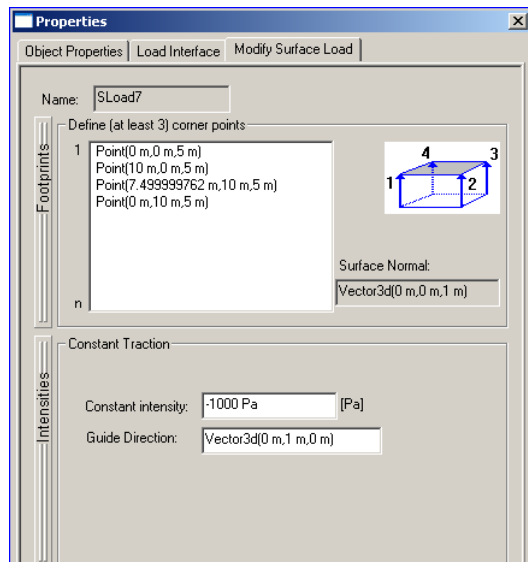 Properties
Object Properties Load Interface Modify Surface Load
Name: SLoad7
Footprints
Define (at least 3) corner points
1
Point(0 m,0 m,5 m)
Point(10 m,0 m,5 m)
Point(7.499999762 m,10 m,5 m)
Point(0 m,10 m,5 m)
n
4 3
1 2
Surface Normal:
Vector3d(0 m,0 m,1 m)
Intensities
Constant Traction
Constant intensity: -1000 Pa [Pa]
Guide Direction: Vector3d(0 m,1 m,0 m)